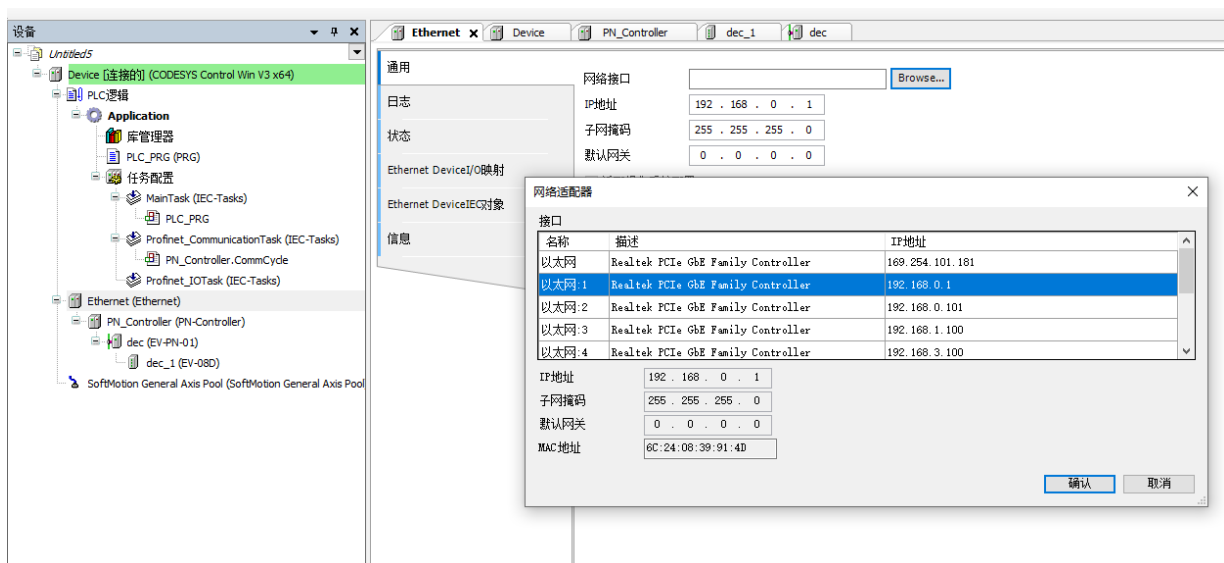 设备
Untitled5
Device [连接的] (CODESYS Control Win V3 x64)
PLC逻辑
Application
库管理器
PLC_PRG (PRG)
任务配置
MainTask (IEC-Tasks)
PLC_PRG
Profinet_CommunicationTask (IEC-Tasks)
PN_Controller.CommCycle
Profinet_IOTask (IEC-Tasks)
Ethernet (Ethernet)
PN_Controller (PN-Controller)
dec (EV-PN-01)
dec_1 (EV-08D)
SoftMotion General Axis Pool (SoftMotion General Axis Pool
Ethernet Device PN_Controller dec_1 dec
通用
日志
状态
Ethernet DeviceI/O映射
Ethernet DeviceIEC对象
信息
网络接口 Browse...
IP地址 192 . 168 . 0 . 1
子网掩码 255 . 255 . 255 . 0
默认网关 0 . 0 . 0 . 0
网络适配器
接口
名称 描述 IP地址
以太网 Realtek PCIe GbE Family Controller 169.254.101.181
以太网:1 Realtek PCIe GbE Family Controller 192.168.0.1
以太网:2 Realtek PCIe GbE Family Controller 192.168.0.101
以太网:3 Realtek PCIe GbE Family Controller 192.168.1.100
以太网:4 Realtek PCIe GbE Family Controller 192.168.3.100
IP地址 192 . 168 . 0 . 1
子网掩码 255 . 255 . 255 . 0
默认网关 0 . 0 . 0 . 0
MAC地址 6C:24:08:39:91:4D
确认 取消